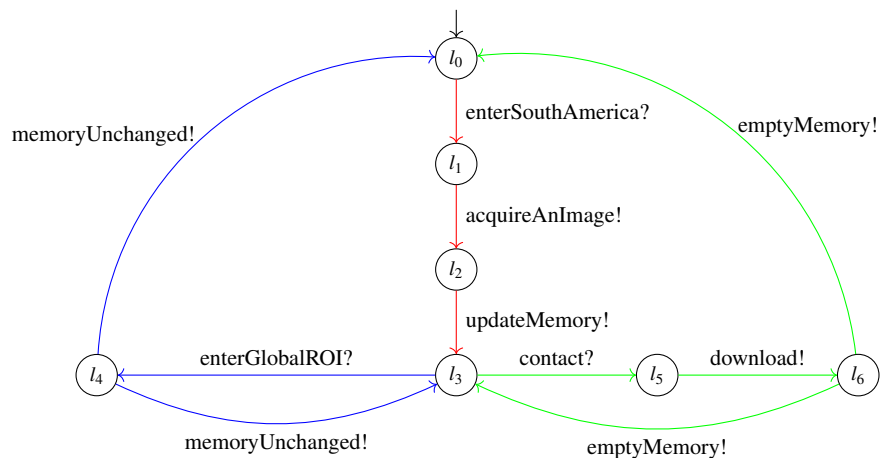 l0
enterSouthAmerica?
memoryUnchanged!
emptyMemory!
l1
acquireAnImage!
l2
updateMemory!
enterGlobalROI?
contact?
download!
l4
l3
l5
l6
memoryUnchanged!
emptyMemory!